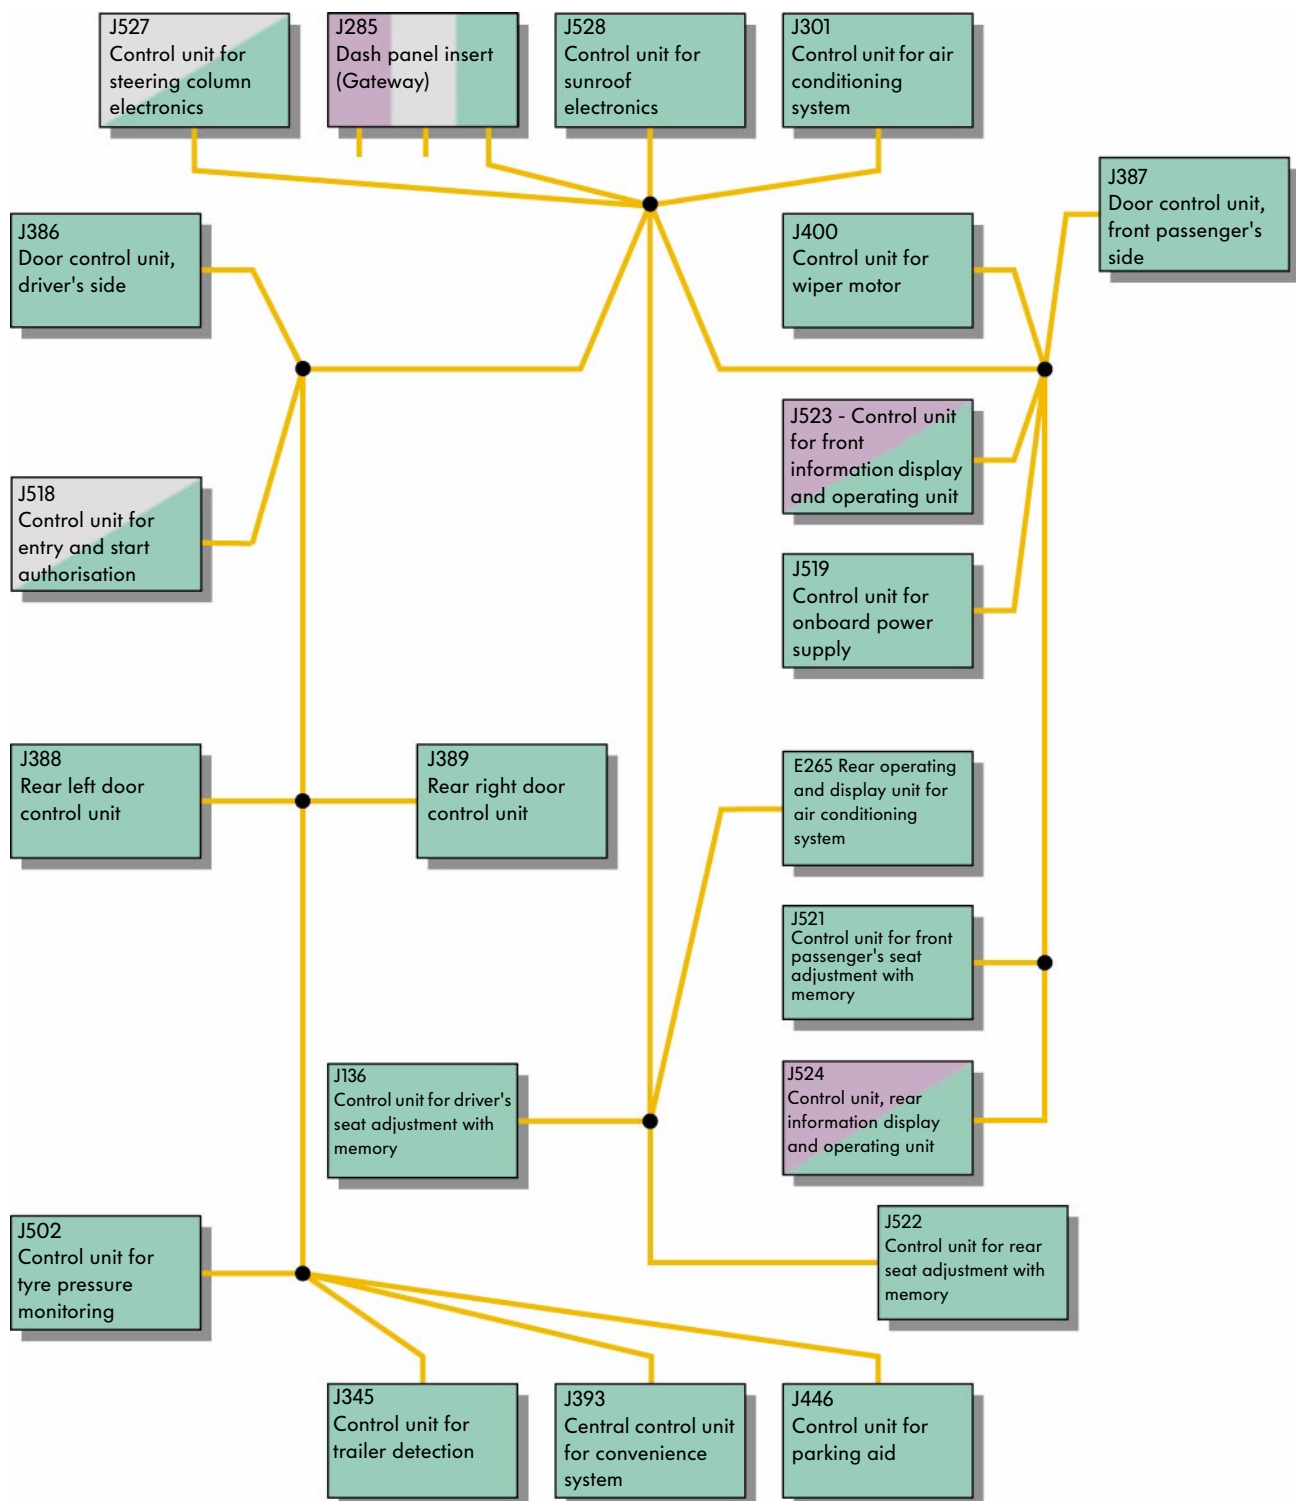 J527
Control unit for
steering column
electronics
J285
Dash panel insert
(Gateway)
J528
Control unit for
sunroof
electronics
J301
Control unit for air
conditioning
system
J387
Door control unit,
front passenger's
side
J386
Door control unit,
driver's side
J400
Control unit for
wiper motor
J523 - Control unit
for front
information display
and operating unit
J518
Control unit for
entry and start
authorisation
J519
Control unit for
onboard power
supply
J388
Rear left door
control unit
J389
Rear right door
control unit
E265 Rear operating
and display unit for
air conditioning
system
J521
Control unit for front
passenger's seat
adjustment with
memory
J136
Control unit for driver's
seat adjustment with
memory
J524
Control unit, rear
information display
and operating unit
J502
Control unit for
tyre pressure
monitoring
J522
Control unit for rear
seat adjustment with
memory
J345
Control unit for
trailer detection
J393
Central control unit
for convenience
system
J446
Control unit for
parking aid